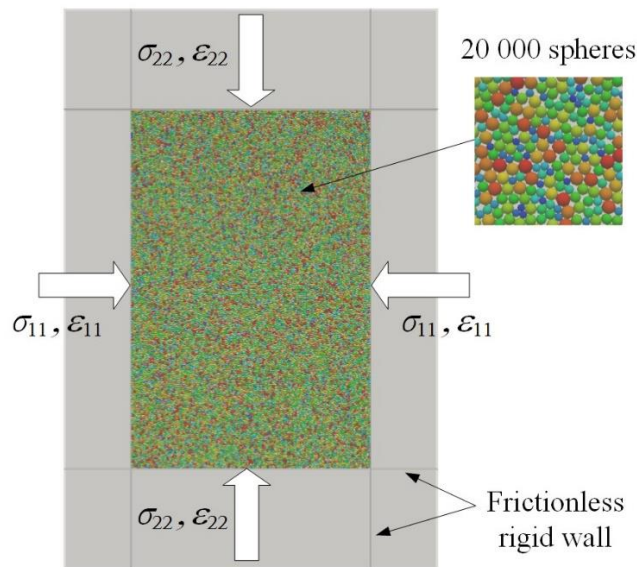 σ₂₂, ε₂₂
20 000 spheres
σ₁₁, ε₁₁
σ₁₁, ε₁₁
σ₂₂, ε₂₂
Frictionless
rigid wall